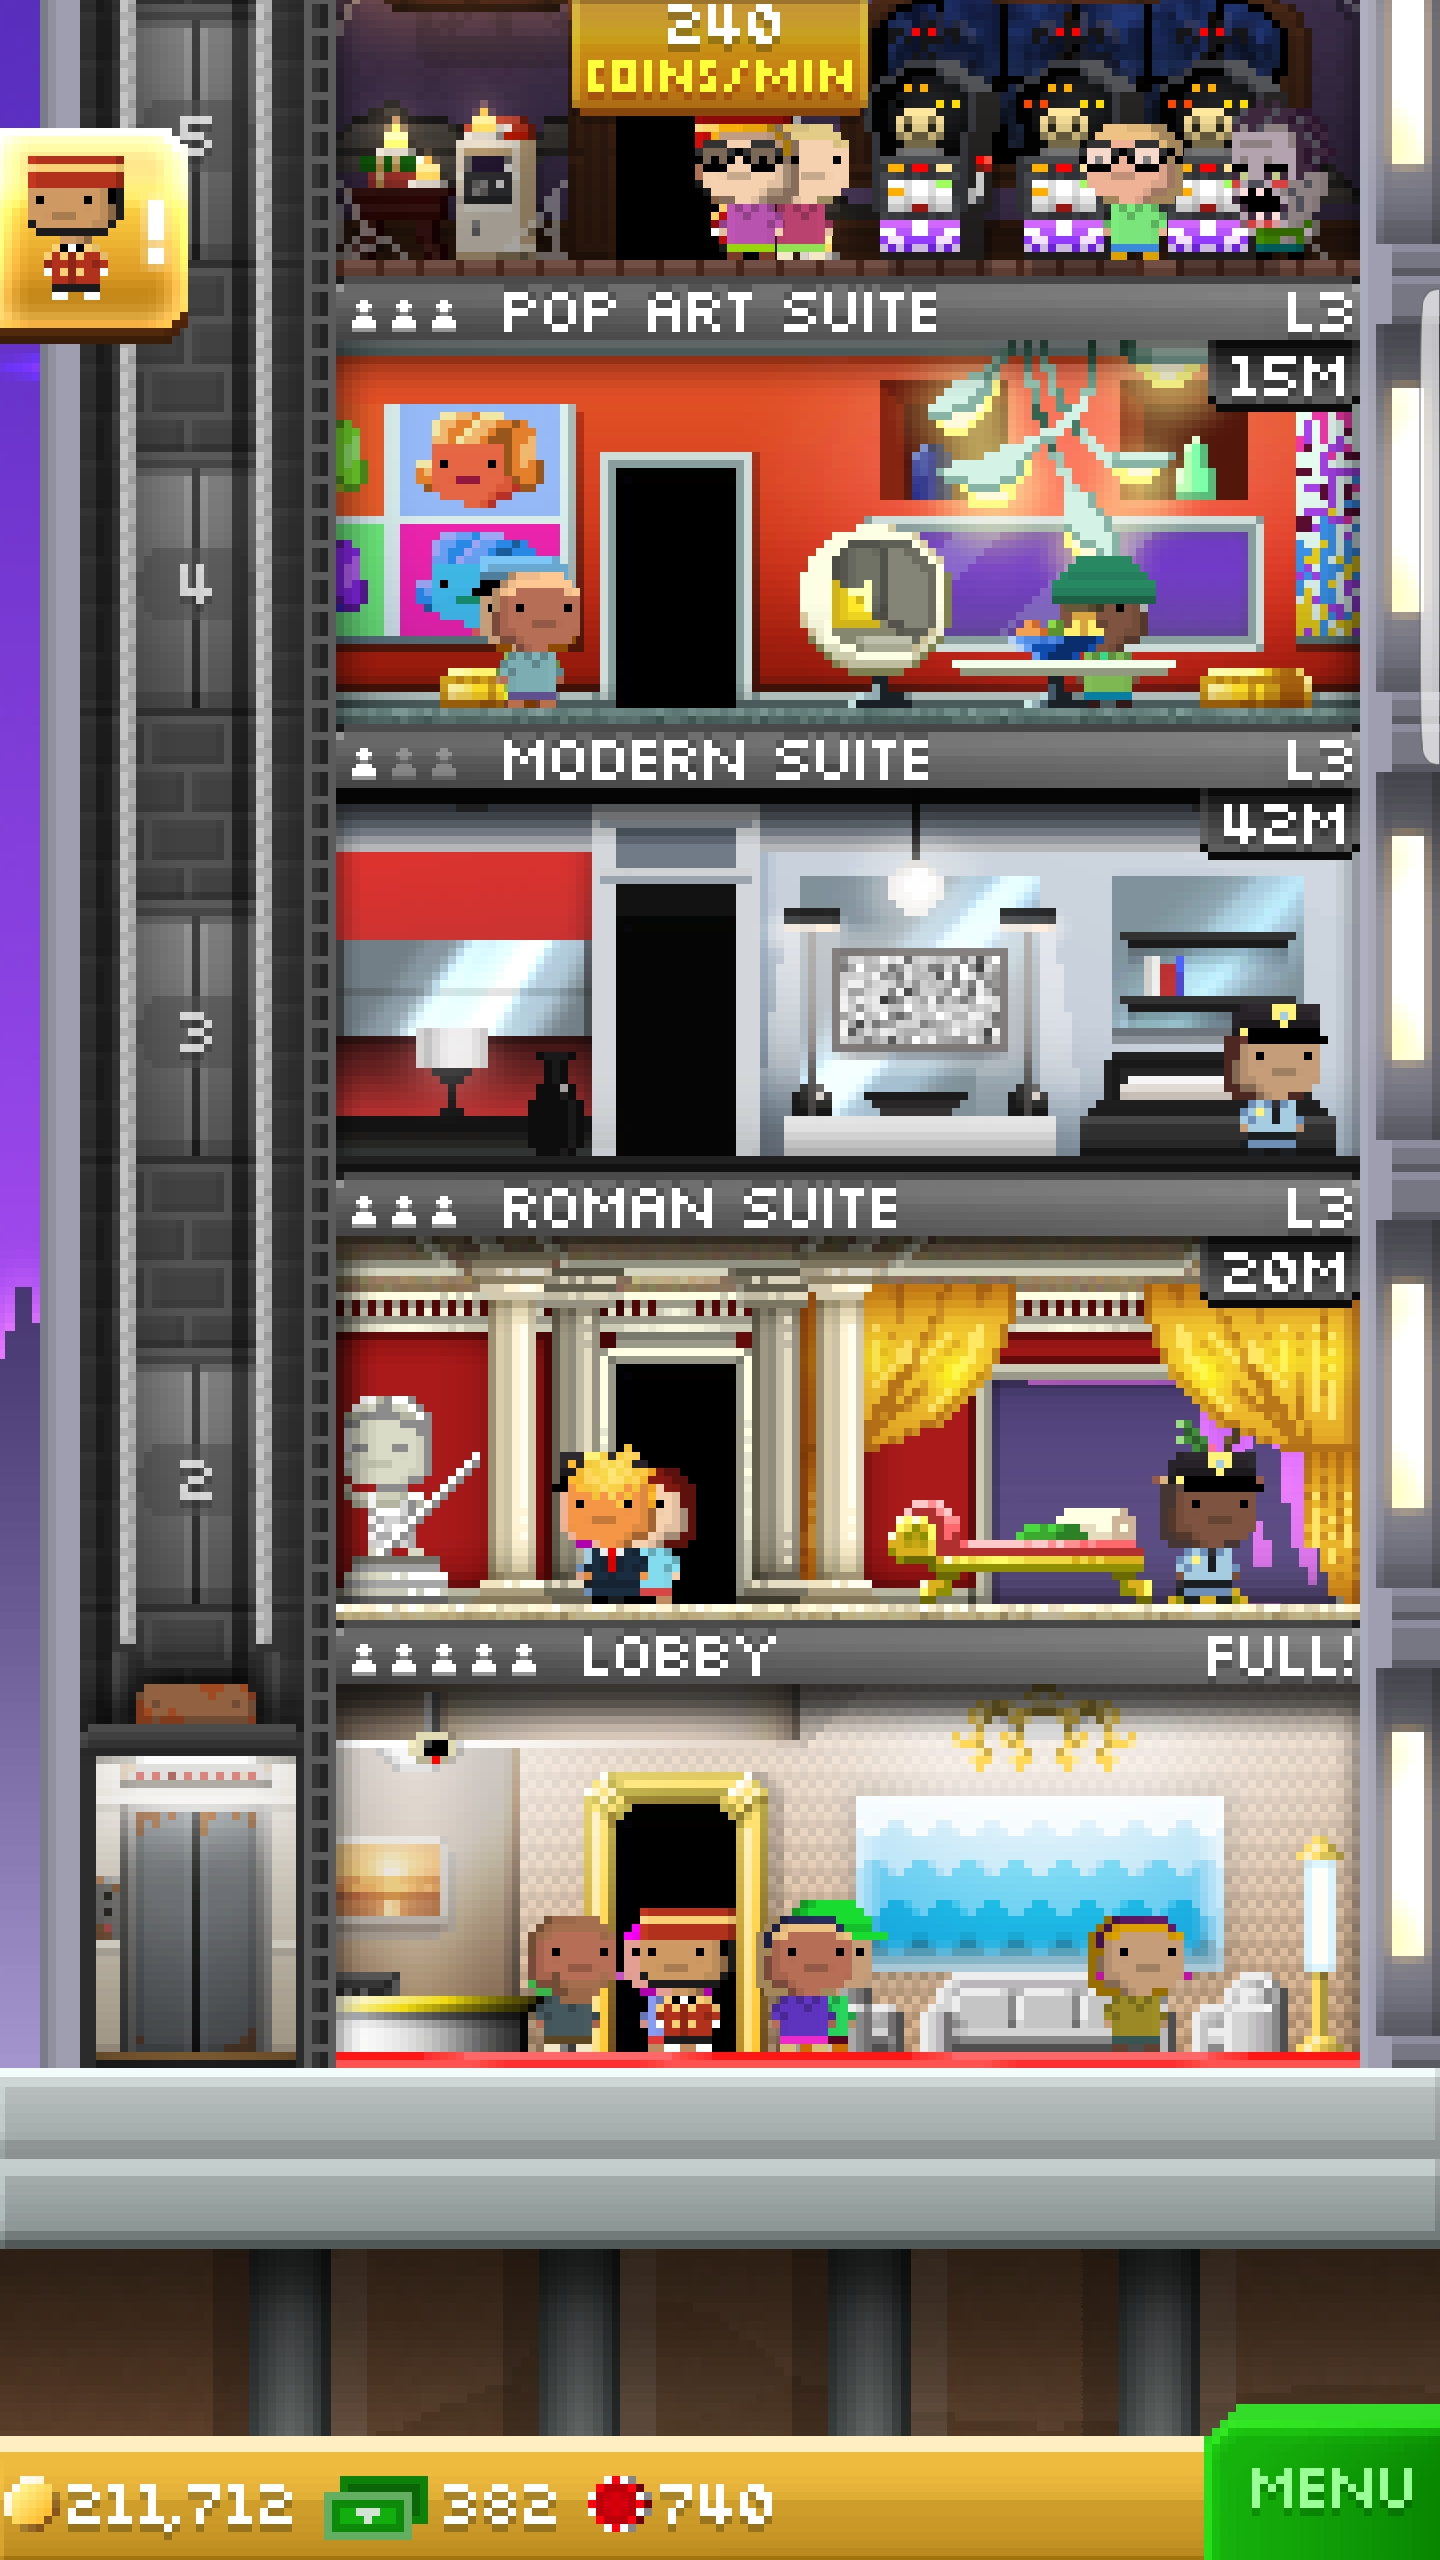 240
COINS/MIN
5
!
POP ART SUITE L3
15M
4
MODERN SUITE L3
42M
3
ROMAN SUITE L3
20M
2
LOBBY FULL!
211,712 382 740
MENU